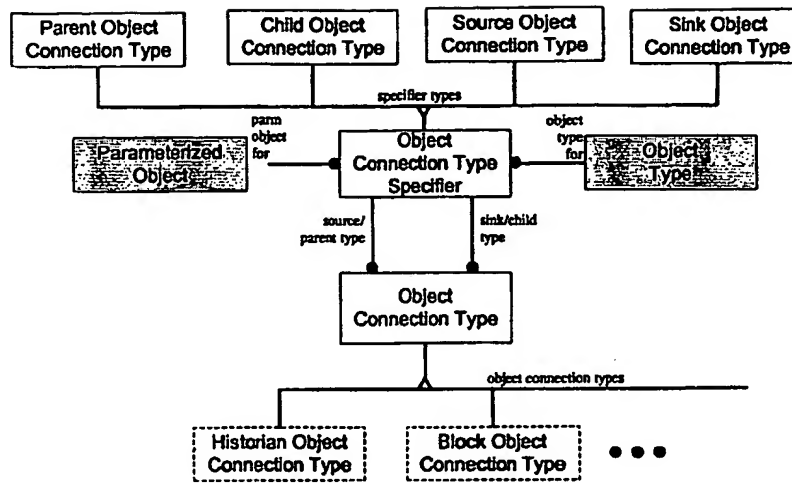 Parent Object
Connection Type
Child Object
Connection Type
Source Object
Connection Type
Sink Object
Connection Type
specifier types
parm
object
for
object
type
for
Parameterized
Object
Object
Connection Type
Specifier
Object
Type
source/
parent type
sink/child
type
Object
Connection Type
object connection types
Historian Object
Connection Type
Block Object
Connection Type